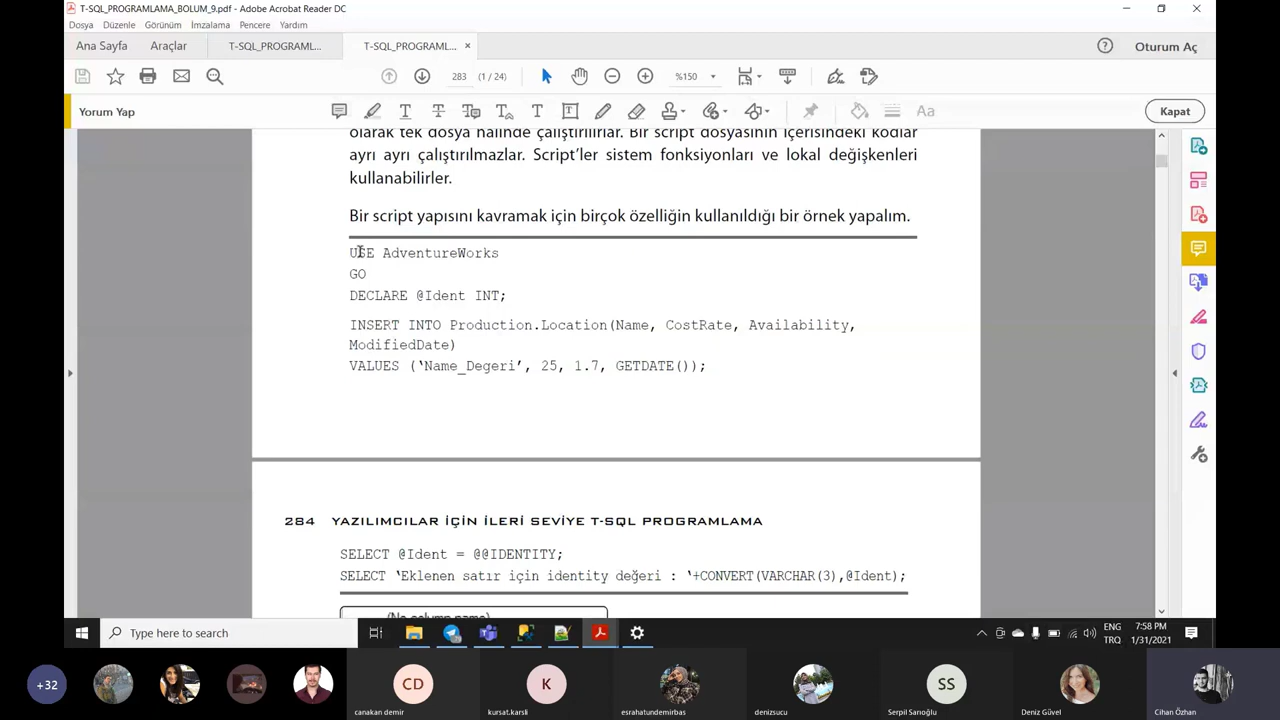 T-SQL_PROGRAMLAMA_BOLUM_9.pdf - Adobe Acrobat Reader DC
Dosya Düzenle Görünüm İmzalama Pencere Yardım
Ana Sayfa Araçlar T-SQL_PROGRAML... T-SQL_PROGRAML... × Oturum Aç
283 (1 / 24) %150
Yorum Yap Aa Kapat
olarak tek dosya halinde çalıştırılırlar. Bir script dosyasının içerisindeki kodlar
ayrı ayrı çalıştırılmazlar. Script’ler sistem fonksiyonları ve lokal değişkenleri
kullanabilirler.
Bir script yapısını kavramak için birçok özelliğin kullanıldığı bir örnek yapalım.
USE AdventureWorks
GO
DECLARE @Ident INT;
INSERT INTO Production.Location(Name, CostRate, Availability,
ModifiedDate)
VALUES (‘Name_Degeri’, 25, 1.7, GETDATE());
284 YAZILIMCILAR İÇİN İLERİ SEVİYE T-SQL PROGRAMLAMA
SELECT @Ident = @@IDENTITY;
SELECT ‘Eklenen satır için identity değeri : ‘+CONVERT(VARCHAR(3),@Ident);
(No column name)
Type here to search
ENG 7:58 PM
TRQ 1/31/2021
+32 CD K SS
canakan demir kursat.karsli esrahatundemirbas denizsucu Serpil Sarıoğlu Deniz Güvel Cihan Özhan